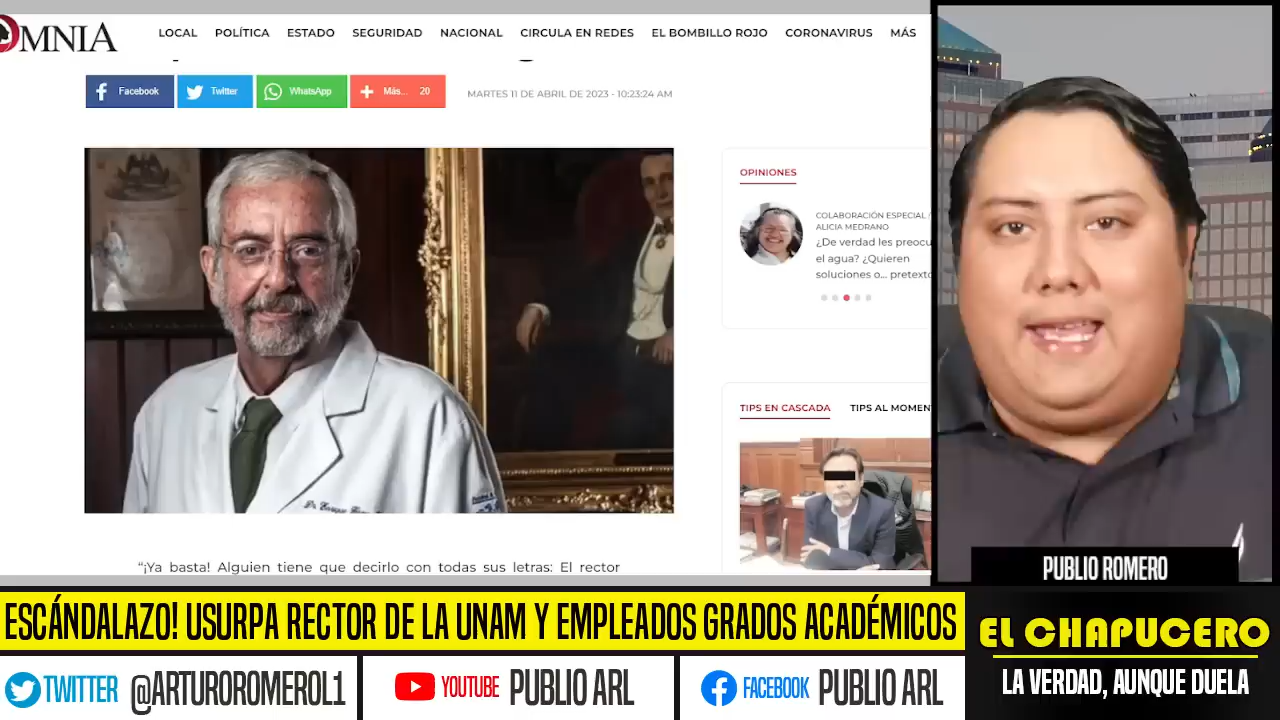 OMNIA
LOCAL POLÍTICA ESTADO SEGURIDAD NACIONAL CIRCULA EN REDES EL BOMBILLO ROJO CORONAVIRUS MÁS
Facebook Twitter WhatsApp Más... 20
MARTES 11 DE ABRIL DE 2023 - 10:23:24 AM
OPINIONES
COLABORACIÓN ESPECIAL /
ALICIA MEDRANO
¿De verdad les preocu
el agua? ¿Quieren
soluciones o... pretexto
TIPS EN CASCADA TIPS AL MOMEN
Dr. Enrique
“¡Ya basta! Alguien tiene que decirlo con todas sus letras: El rector
PUBLIO ROMERO
ESCÁNDALAZO! USURPA RECTOR DE LA UNAM Y EMPLEADOS GRADOS ACADÉMICOS
EL CHAPUCERO
LA VERDAD, AUNQUE DUELA
TWITTER @ARTUROROMEROL1
YOUTUBE PUBLIO ARL
FACEBOOK PUBLIO ARL